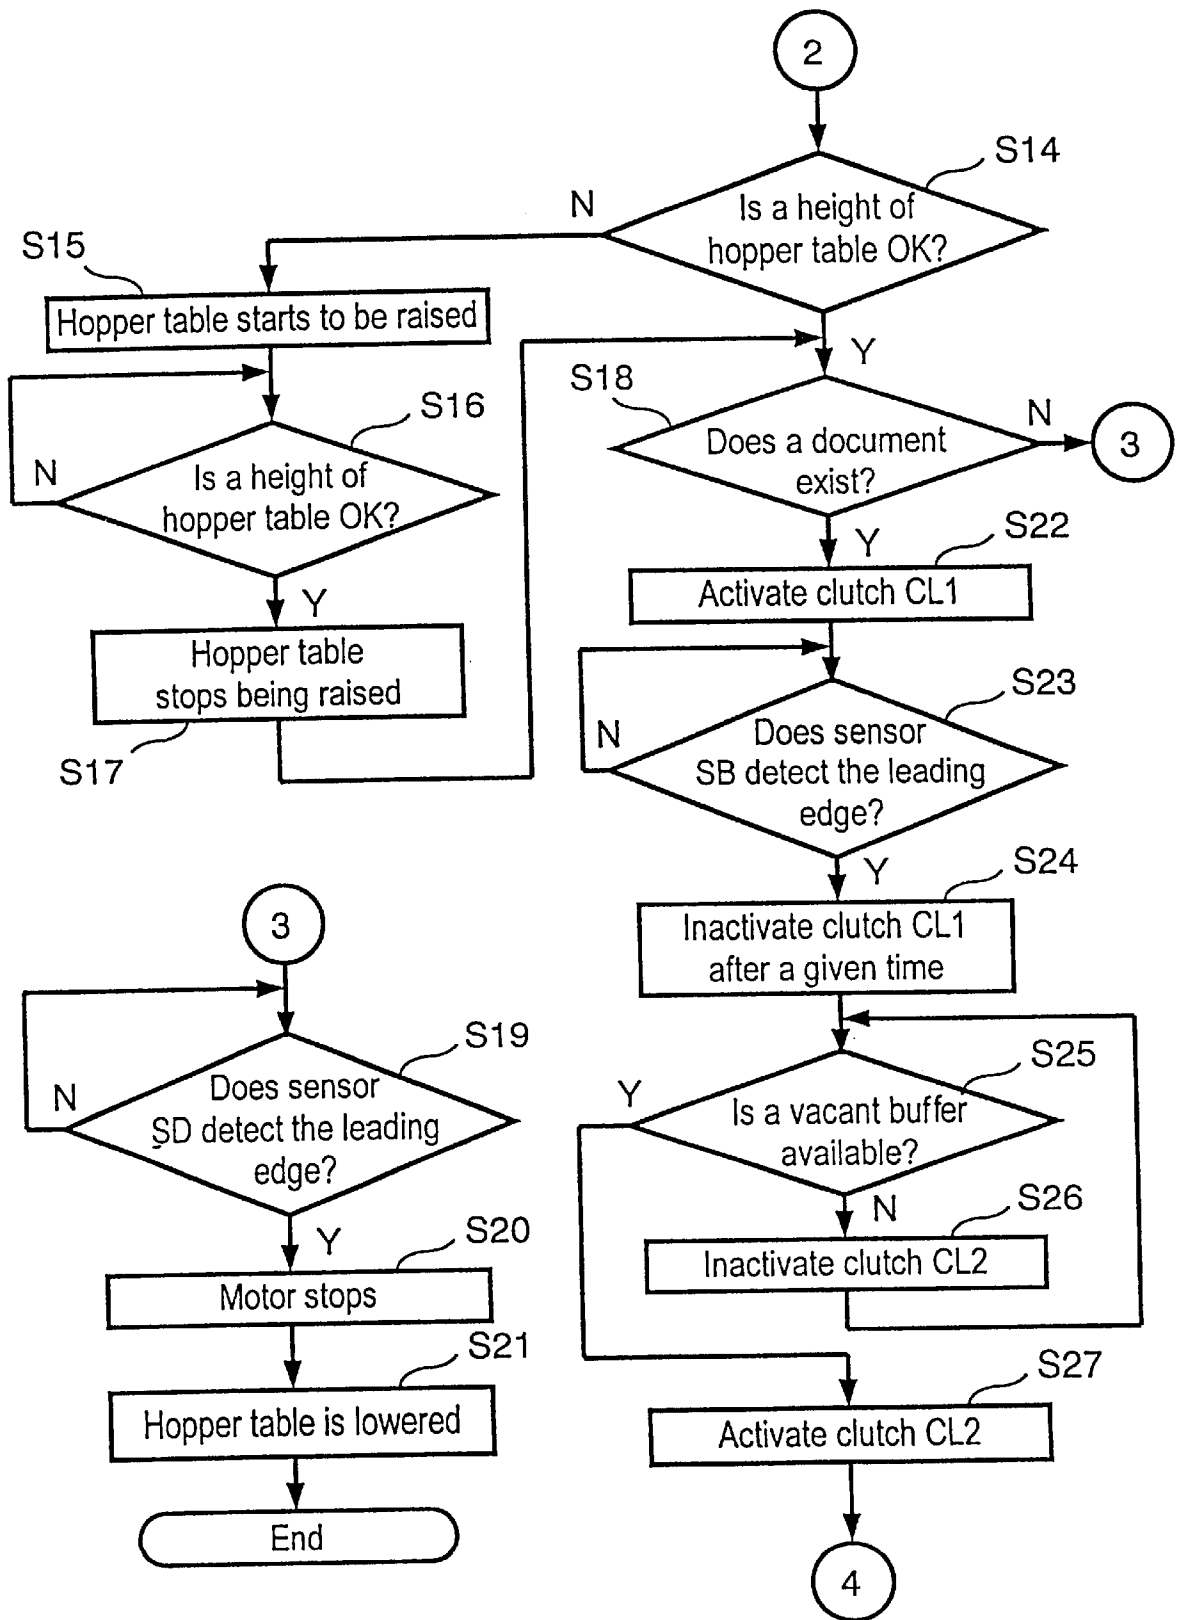 2
S14
N
Is a height of
hopper table OK?
S15
Hopper table starts to be raised
Y
S18
N
S16
Does a document
exist?
3
N
Is a height of
hopper table OK?
Y
S22
Activate clutch CL1
Y
Hopper table
stops being raised
S17
S23
N
Does sensor
SB detect the leading
edge?
Y
S24
Inactivate clutch CL1
after a given time
3
S19
N
Does sensor
SD detect the leading
edge?
Y
S20
Motor stops
S21
Hopper table is lowered
End
S25
Y
Is a vacant buffer
available?
N
S26
Inactivate clutch CL2
S27
Activate clutch CL2
4